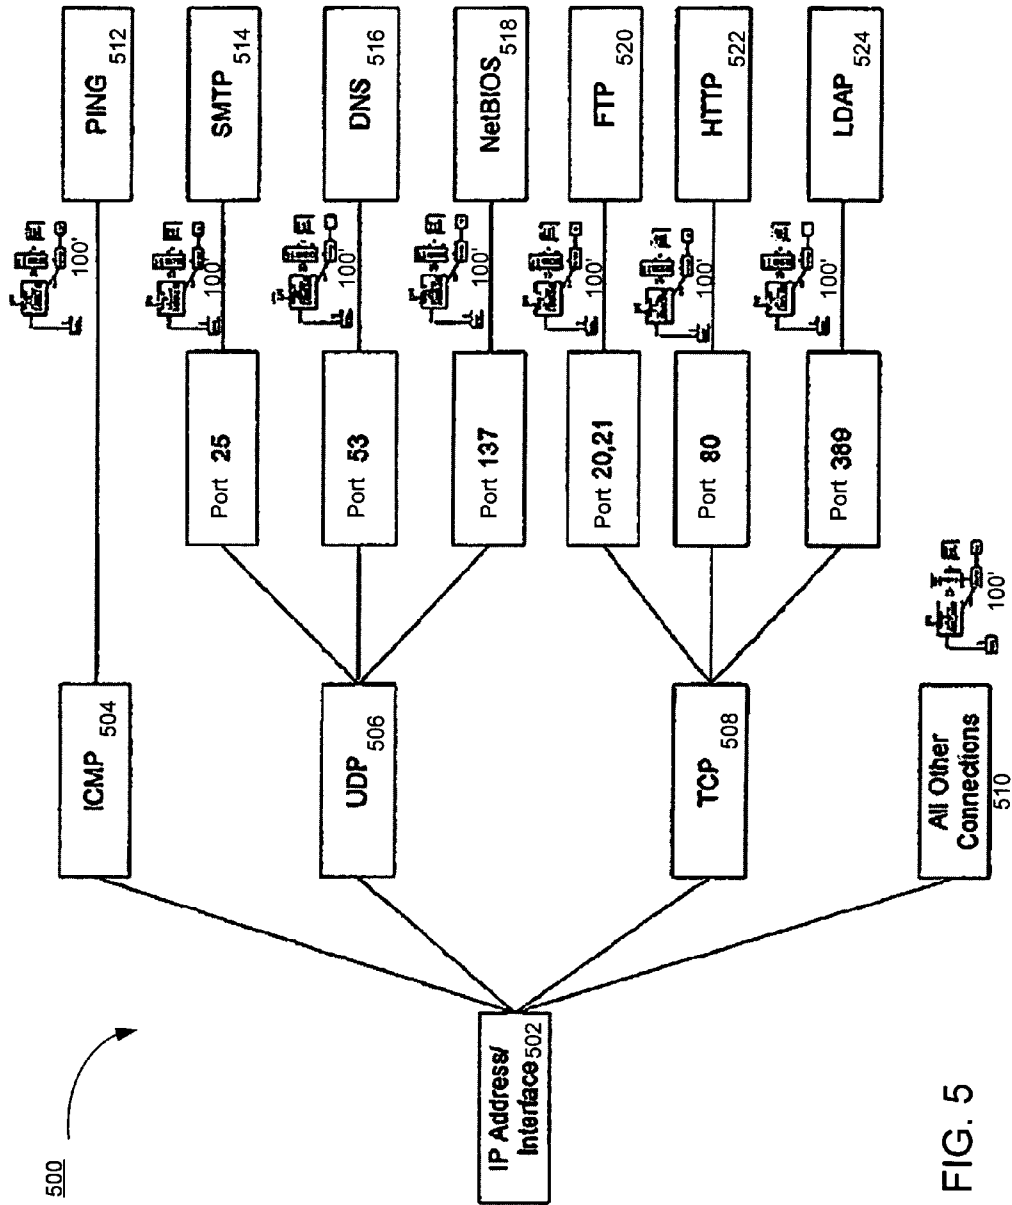 500
IP Address/
Interface 502
ICMP 504
UDP 506
TCP 508
All Other
Connections
510
Port 25
Port 53
Port 137
Port 20,21
Port 80
Port 389
100'
100'
100'
100'
100'
100'
100'
100'
PING 512
SMTP 514
DNS 516
NetBIOS 518
FTP 520
HTTP 522
LDAP 524
FIG. 5